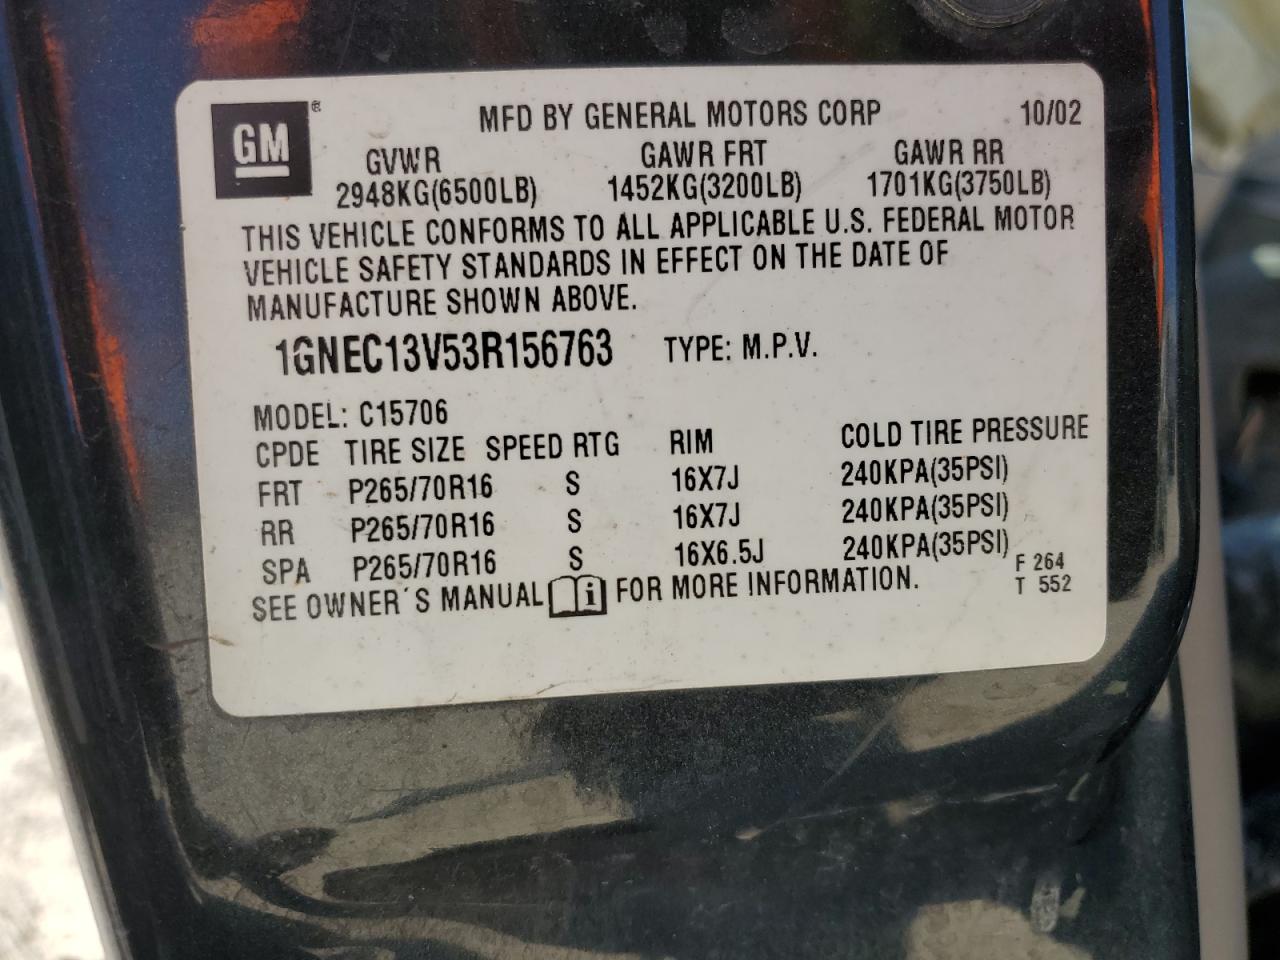 GM ®
MFD BY GENERAL MOTORS CORP 10/02
GVWR GAWR FRT GAWR RR
2948KG(6500LB) 1452KG(3200LB) 1701KG(3750LB)
THIS VEHICLE CONFORMS TO ALL APPLICABLE U.S. FEDERAL MOTOR
VEHICLE SAFETY STANDARDS IN EFFECT ON THE DATE OF
MANUFACTURE SHOWN ABOVE.
1GNEC13V53R156763 TYPE: M.P.V.
MODEL: C15706
CPDE TIRE SIZE SPEED RTG RIM COLD TIRE PRESSURE
FRT P265/70R16 S 16X7J 240KPA(35PSI)
RR P265/70R16 S 16X7J 240KPA(35PSI)
SPA P265/70R16 S 16X6.5J 240KPA(35PSI)
F 264
SEE OWNER'S MANUAL i FOR MORE INFORMATION. T 552